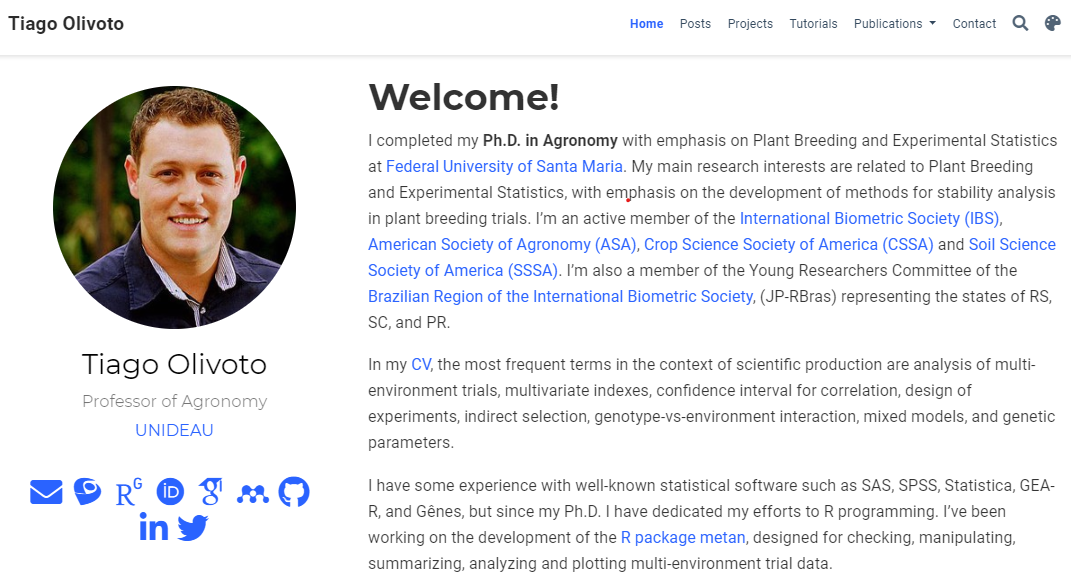 Tiago Olivoto
Home Posts Projects Tutorials Publications Contact
Tiago Olivoto
Professor of Agronomy
UNIDEAU
R G
iD
in
Welcome!
I completed my Ph.D. in Agronomy with emphasis on Plant Breeding and Experimental Statistics
at Federal University of Santa Maria. My main research interests are related to Plant Breeding
and Experimental Statistics, with emphasis on the development of methods for stability analysis
in plant breeding trials. I’m an active member of the International Biometric Society (IBS),
American Society of Agronomy (ASA), Crop Science Society of America (CSSA) and Soil Science
Society of America (SSSA). I’m also a member of the Young Researchers Committee of the
Brazilian Region of the International Biometric Society, (JP-RBras) representing the states of RS,
SC, and PR.
In my CV, the most frequent terms in the context of scientific production are analysis of multi-
environment trials, multivariate indexes, confidence interval for correlation, design of
experiments, indirect selection, genotype-vs-environment interaction, mixed models, and genetic
parameters.
I have some experience with well-known statistical software such as SAS, SPSS, Statistica, GEA-
R, and Gênes, but since my Ph.D. I have dedicated my efforts to R programming. I’ve been
working on the development of the R package metan, designed for checking, manipulating,
summarizing, analyzing and plotting multi-environment trial data.